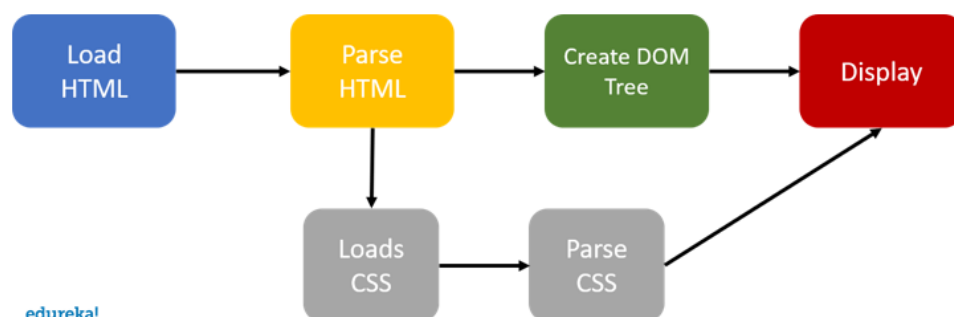 Load
HTML
Parse
HTML
Create DOM
Tree
Display
Loads
CSS
Parse
CSS
edureka!